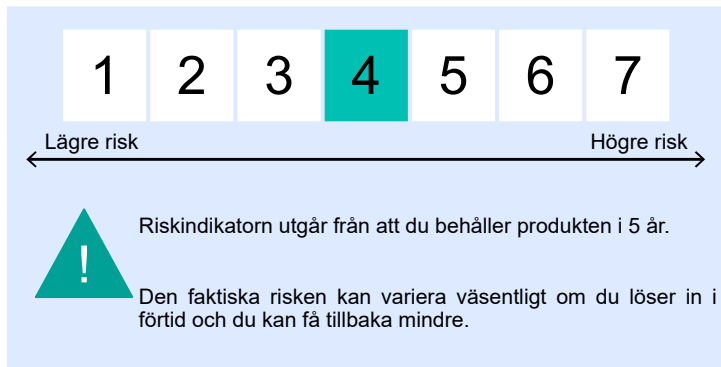 1 2 3 4 5 6 7
Lägre risk Högre risk
!
Riskindikatorn utgår från att du behåller produkten i 5 år.
Den faktiska risken kan variera väsentligt om du löser in i
förtid och du kan få tillbaka mindre.